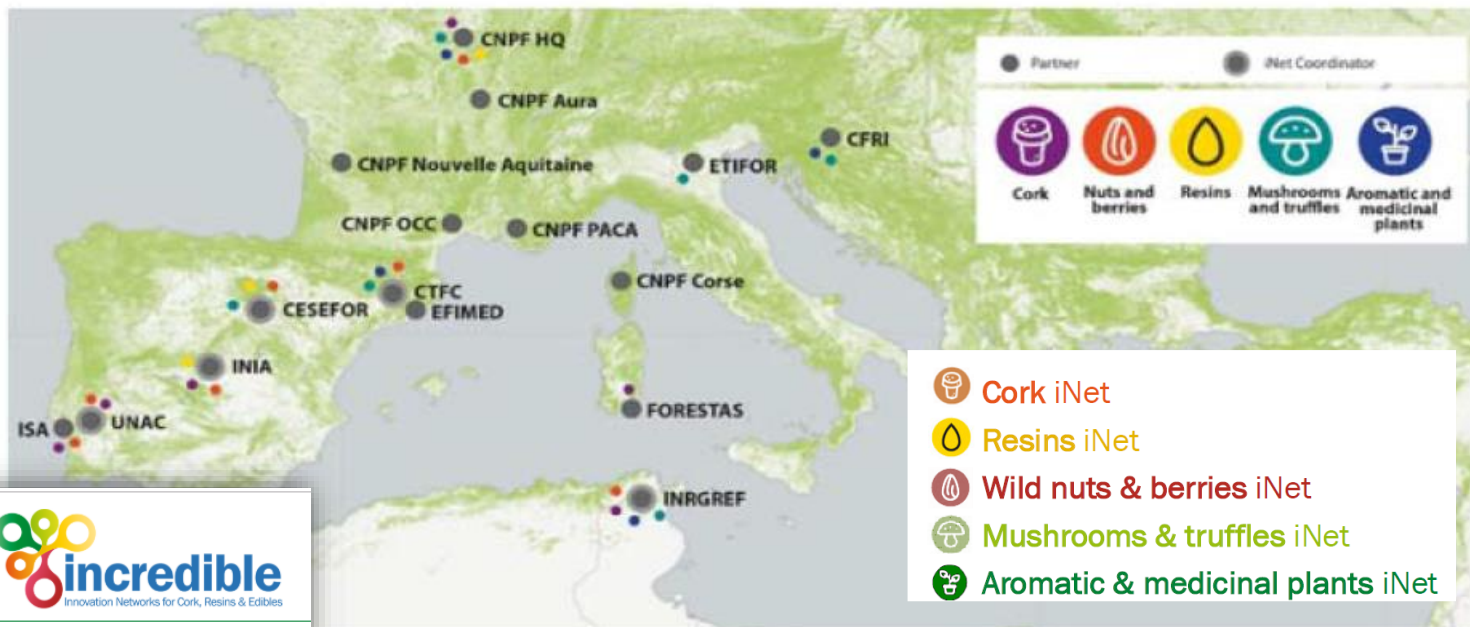 CNPF HQ
Partner
iNet Coordinator
CNPF Aura
CFRI
CNPF Nouvelle Aquitaine
ETIFOR
Cork
Nuts and
berries
Resins
Mushrooms
and truffles
Aromatic and
medicinal
plants
CNPF OCC
CNPF PACA
CNPF Corse
CTFC
CESEFOR
EFIMED
INIA
ISA
UNAC
FORESTAS
INRGREF
Cork iNet
Resins iNet
Wild nuts & berries iNet
Mushrooms & truffles iNet
Aromatic & medicinal plants iNet
incredible
Innovation Networks for Cork, Resins & Edibles